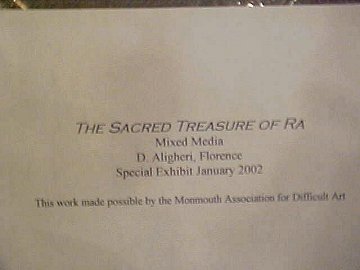 THE SACRED TREASURE OF RA
Mixed Media
D. Aligheri, Florence
Special Exhibit January 2002
This work made possible by the Monmouth Association for Difficult Art